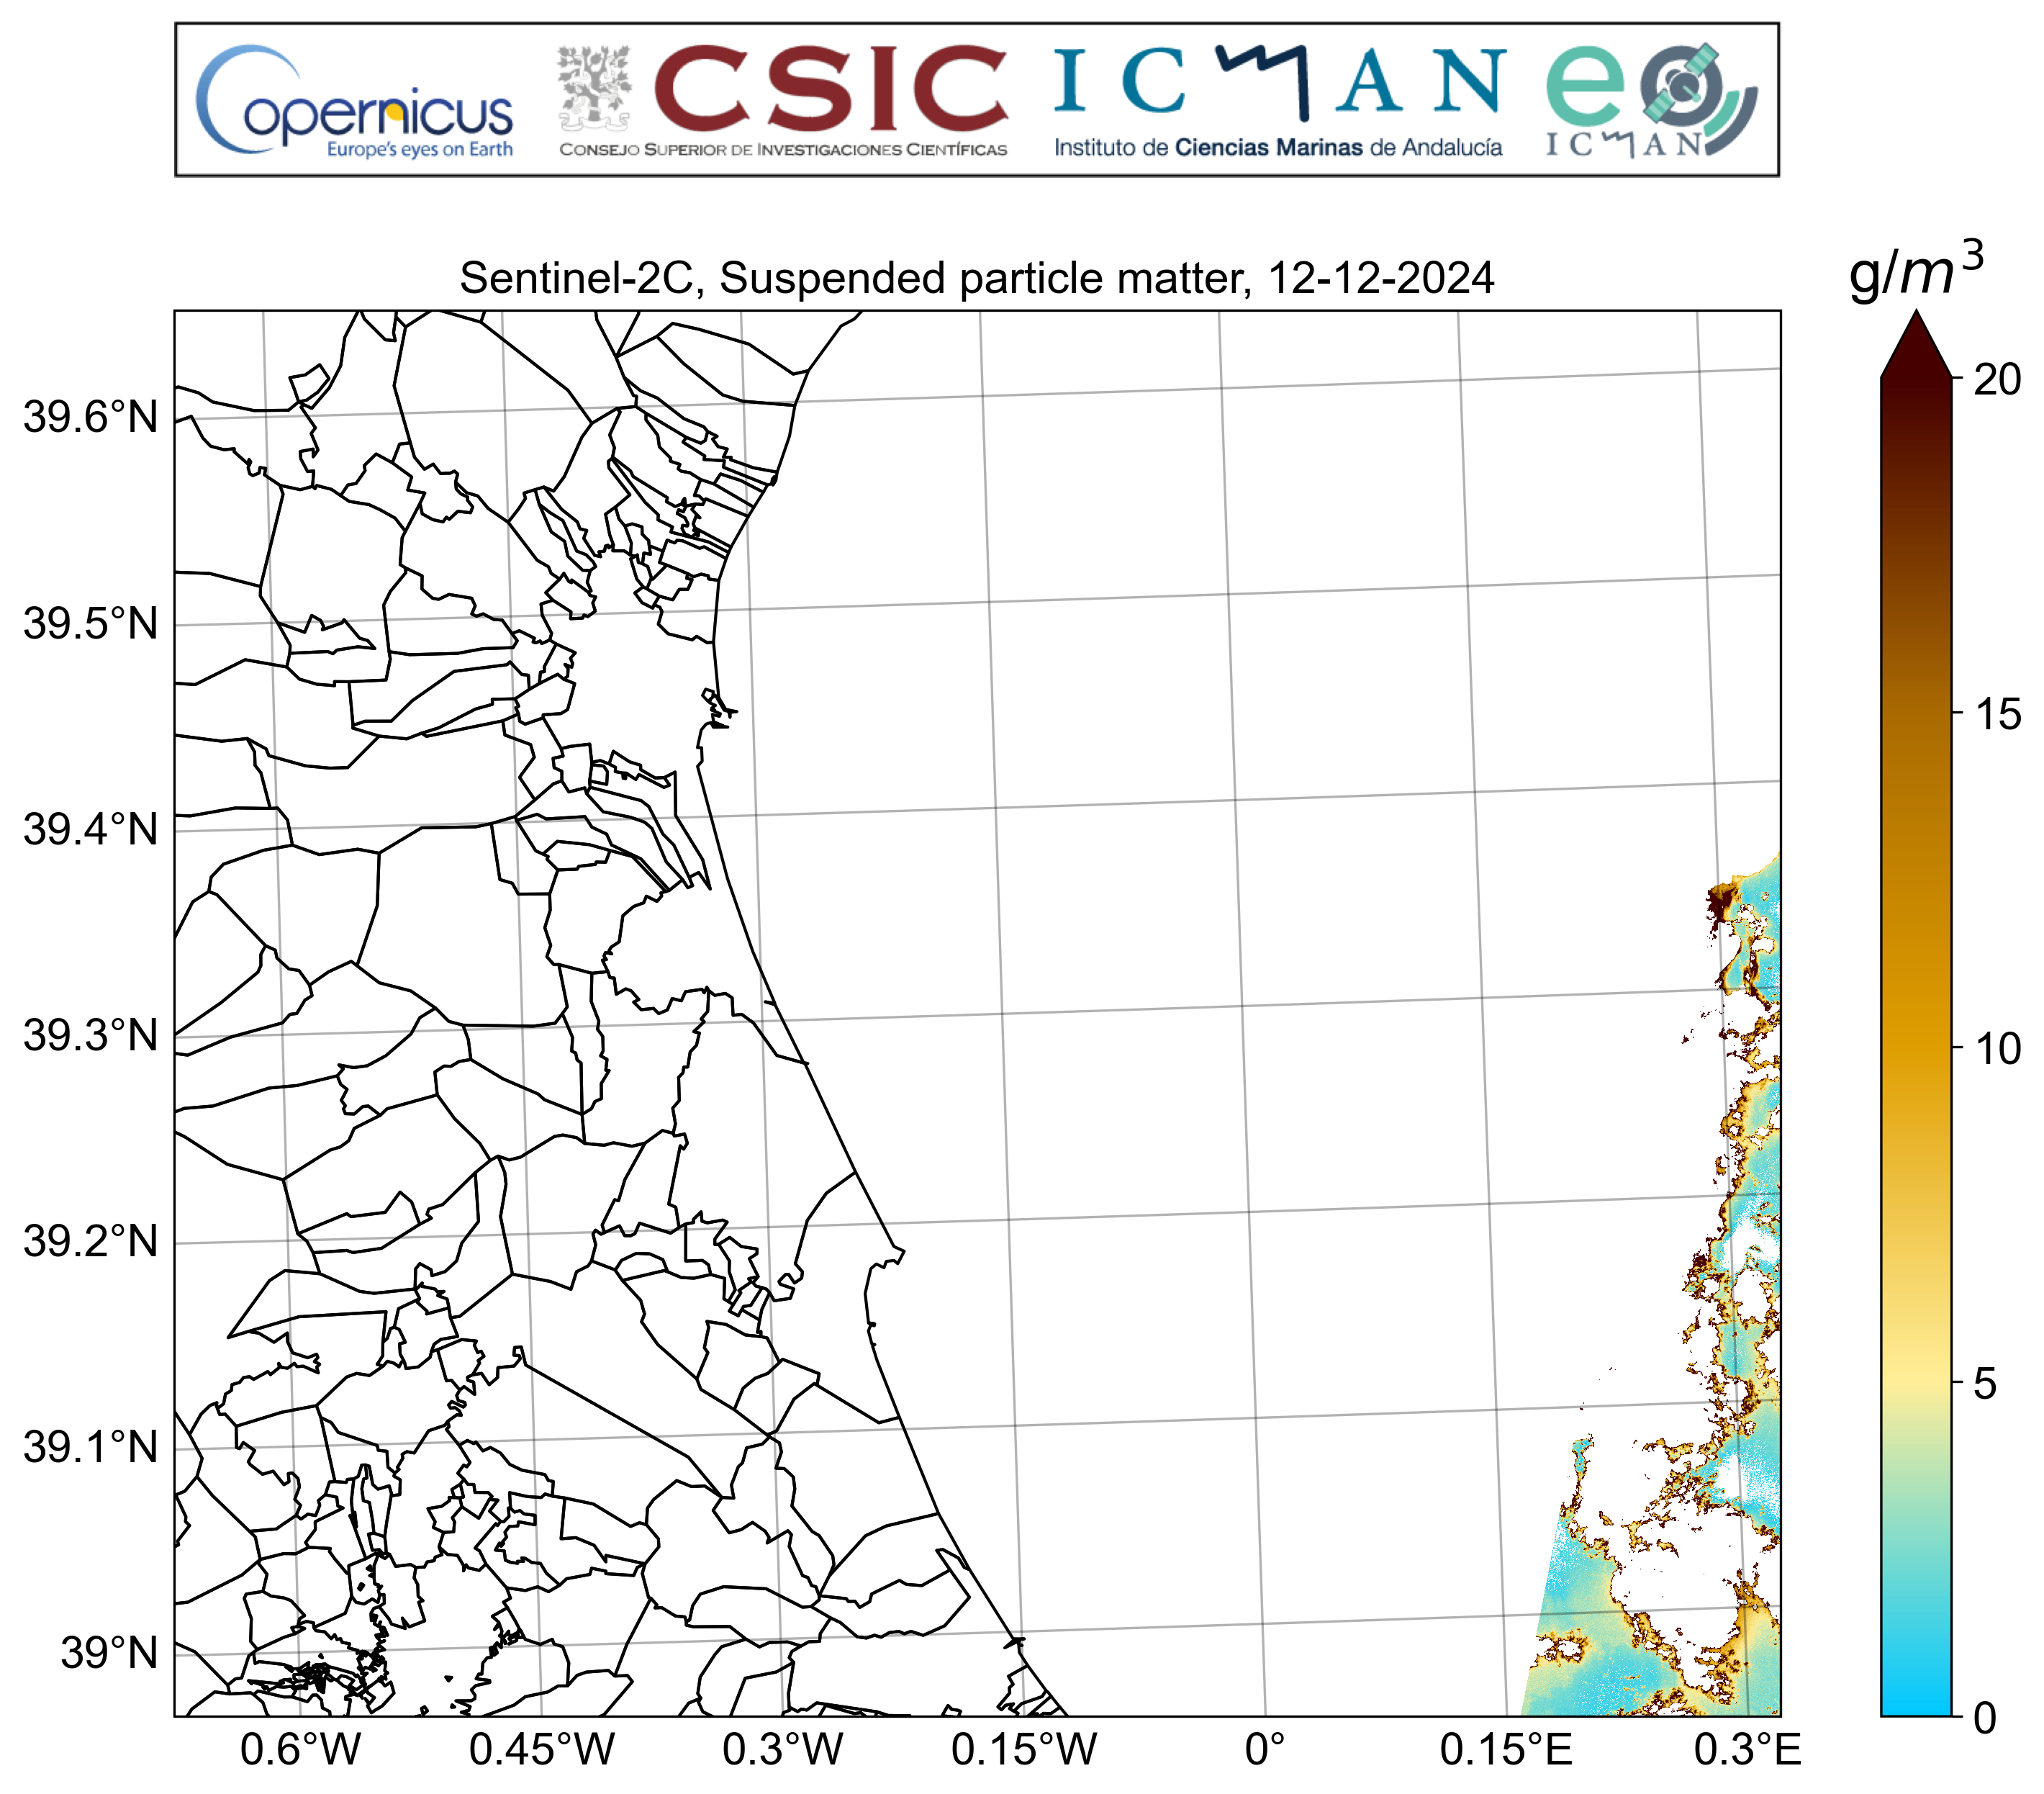 Copernicus
Europe's eyes on Earth
CSIC
CONSEJO SUPERIOR DE INVESTIGACIONES CIENTÍFICAS
ICMAN
Instituto de Ciencias Marinas de Andalucía
eo
ICMAN
Sentinel-2C, Suspended particle matter, 12-12-2024
g/m³
39.6°N
39.5°N
39.4°N
39.3°N
39.2°N
39.1°N
39°N
0.6°W
0.45°W
0.3°W
0.15°W
0°
0.15°E
0.3°E
20
15
10
5
0